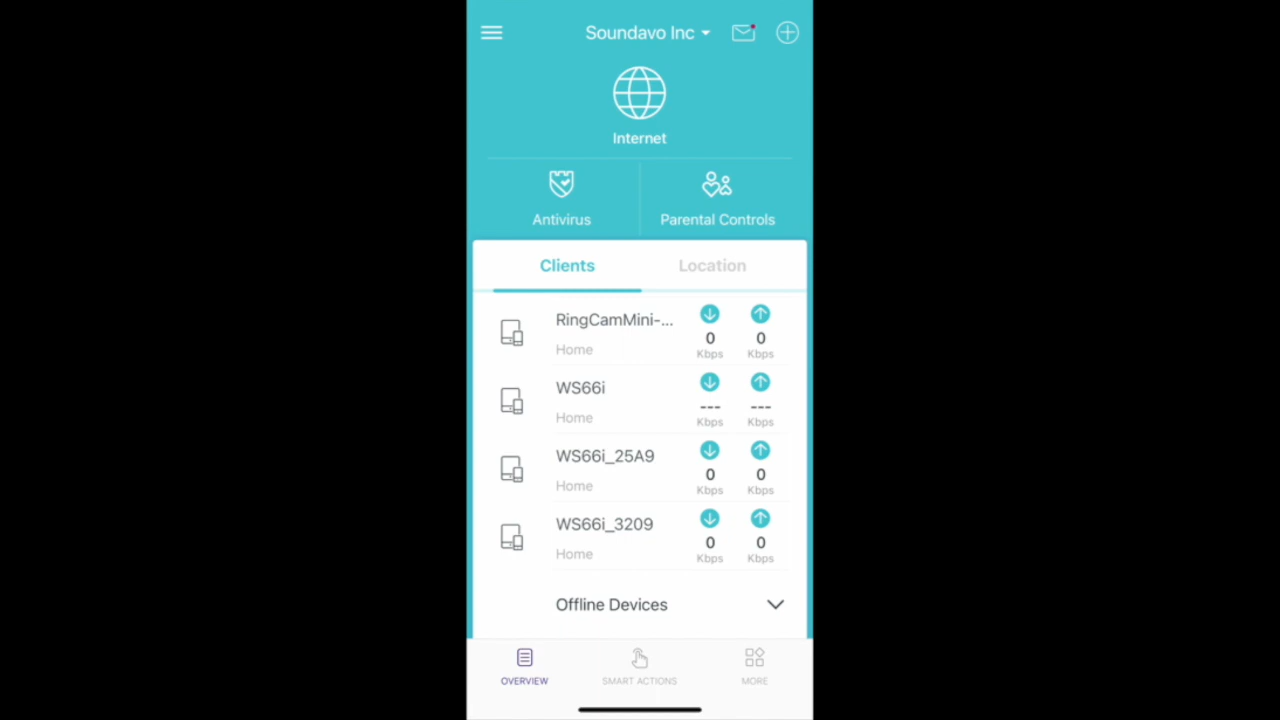 Soundavo Inc
Internet
Antivirus
Parental Controls
Clients
Location
RingCamMini-...
Home
0
Kbps
0
Kbps
WS66i
Home
---
Kbps
---
Kbps
WS66i_25A9
Home
0
Kbps
0
Kbps
WS66i_3209
Home
0
Kbps
0
Kbps
Offline Devices
OVERVIEW
SMART ACTIONS
MORE